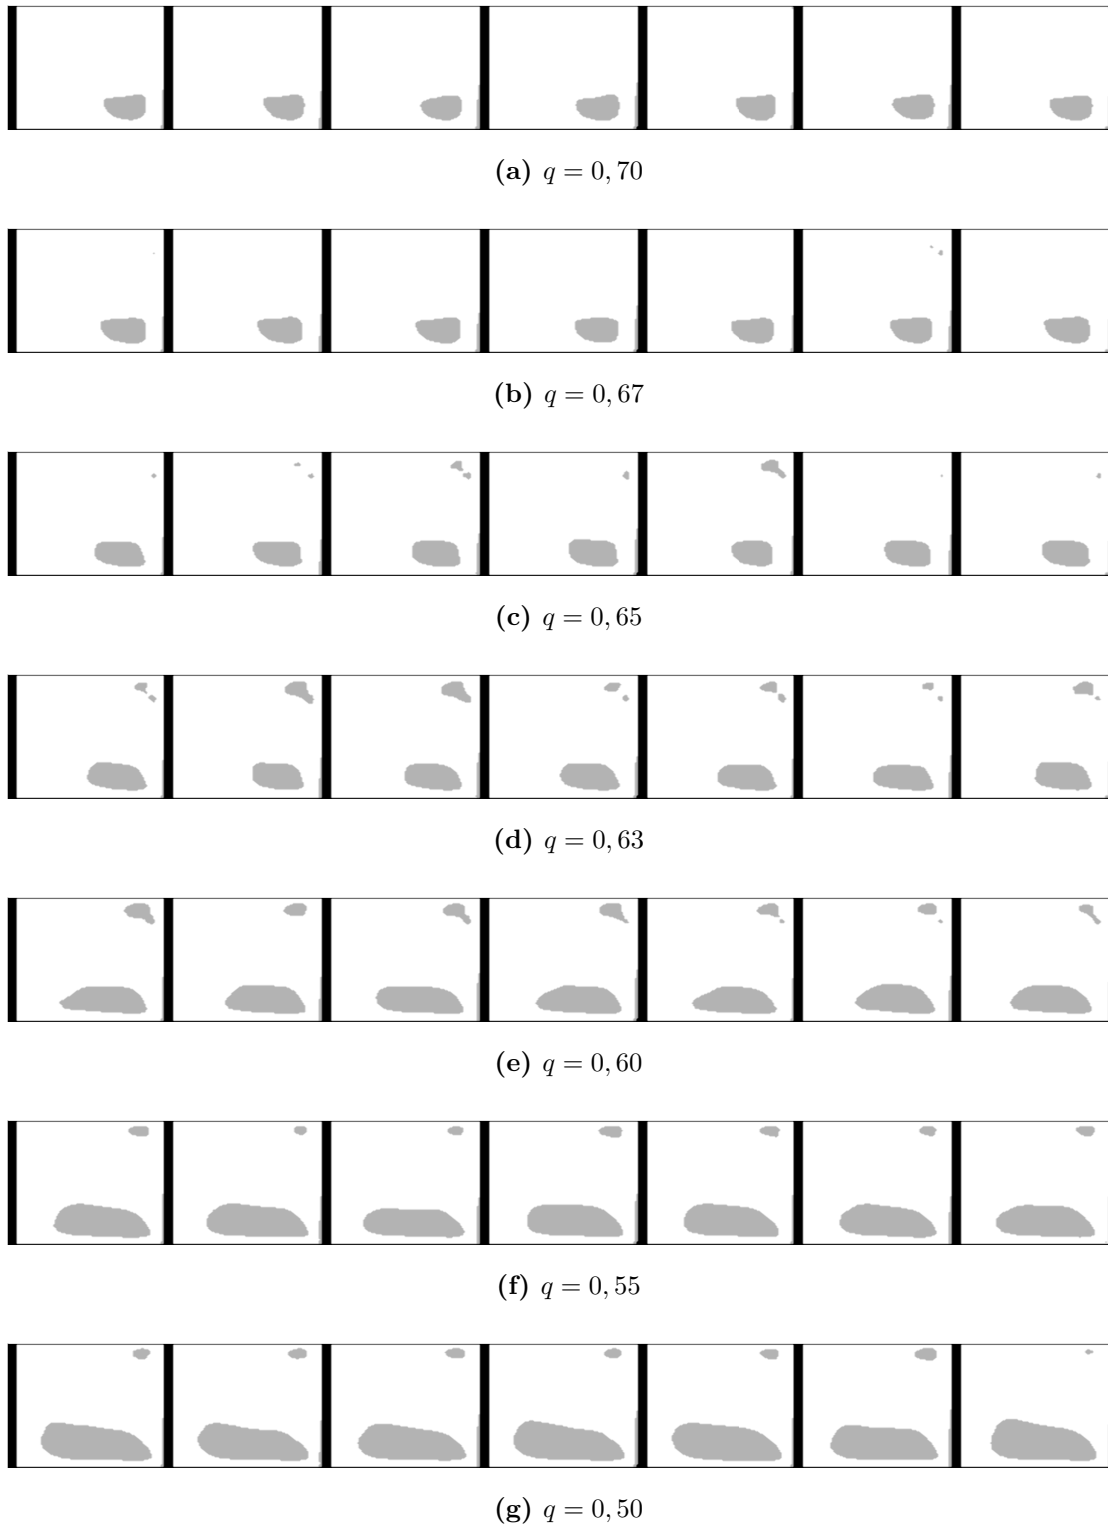 (a) q = 0, 70
(b) q = 0, 67
(c) q = 0, 65
(d) q = 0, 63
(e) q = 0, 60
(f) q = 0, 55
(g) q = 0, 50